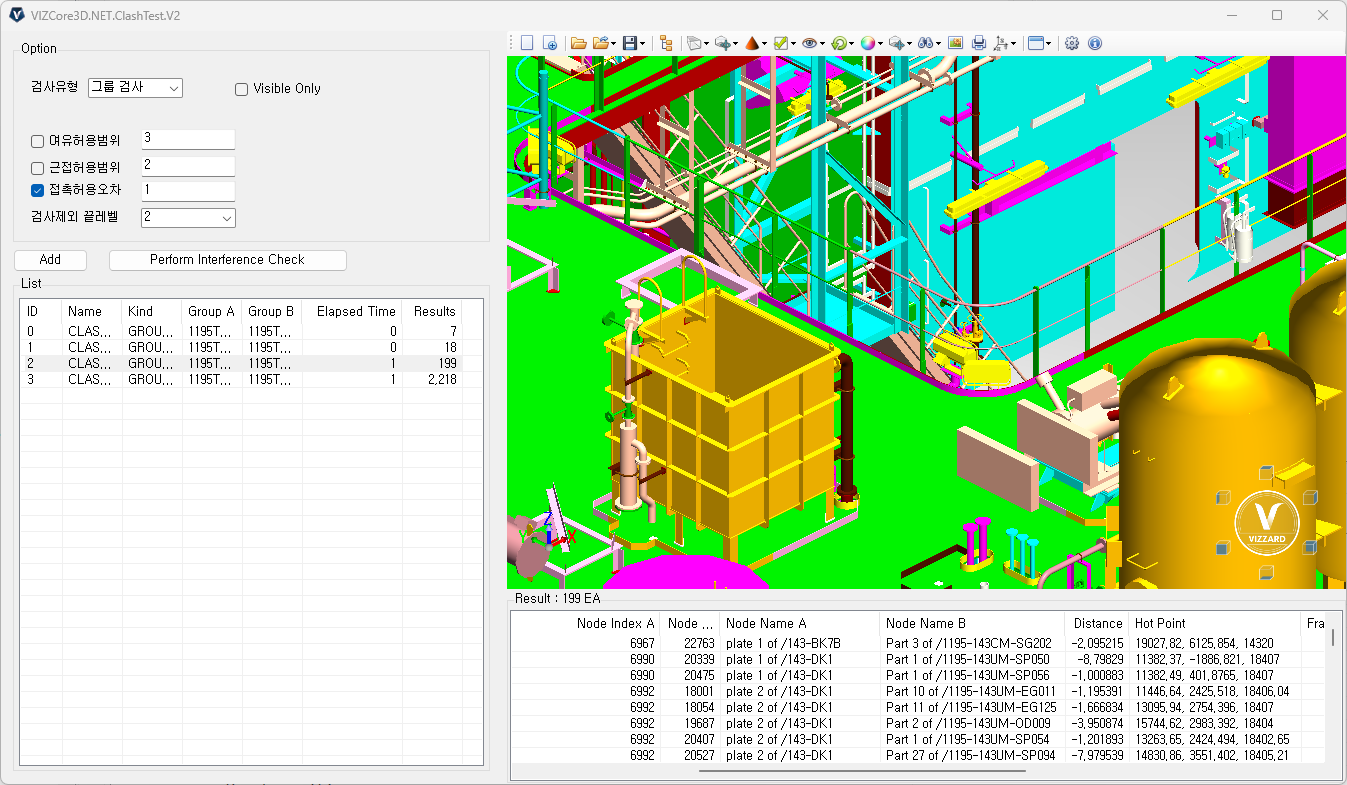 VIZCore3D.NET.ClashTest.V2
Option
검사유형 그룹 검사 Visible Only
여유허용범위 3
근접허용범위 2
접촉허용오차 1
검사제외 끝레벨 2
Add Perform Interference Check
List
ID Name Kind Group A Group B Elapsed Time Results
0 CLAS... GROU... 1195T... 1195T... 0 7
1 CLAS... GROU... 1195T... 1195T... 0 18
2 CLAS... GROU... 1195T... 1195T... 1 199
3 CLAS... GROU... 1195T... 1195T... 1 2,218
Z
Y X
VIZZARD
Result : 199 EA
Node Index A Node ... Node Name A Node Name B Distance Hot Point Fra
6967 22763 plate 1 of /143-BK7B Part 3 of /1195-143CM-SG202 -2,095215 19027,82, 6125,854, 14320
6990 20339 plate 1 of /143-DK1 Part 1 of /1195-143UM-SP050 -8,79829 11382,37, -1886,821, 18407
6990 20475 plate 1 of /143-DK1 Part 1 of /1195-143UM-SP056 -1,000883 11382,49, 401,8765, 18407
6992 18001 plate 2 of /143-DK1 Part 10 of /1195-143UM-EG011 -1,195391 11446,64, 2425,518, 18406,04
6992 18054 plate 2 of /143-DK1 Part 11 of /1195-143UM-EG125 -1,666834 13095,94, 2754,396, 18407
6992 19687 plate 2 of /143-DK1 Part 2 of /1195-143UM-OD009 -3,950874 15744,62, 2983,392, 18404
6992 20407 plate 2 of /143-DK1 Part 1 of /1195-143UM-SP054 -1,201893 13263,65, 2424,494, 18402,65
6992 20527 plate 2 of /143-DK1 Part 27 of /1195-143UM-SP094 -7,979539 14830,86, 3551,402, 18405,21